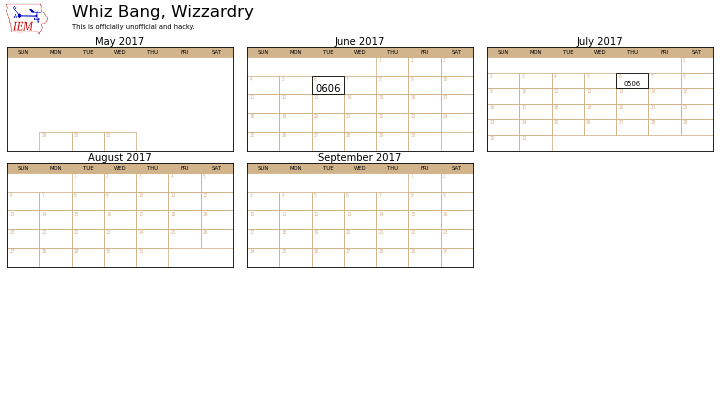 IEM
Whiz Bang, Wizzardry
This is officially unofficial and hacky.
May 2017
SUN MON TUE WED THU FRI SAT
29 30 31
June 2017
SUN MON TUE WED THU FRI SAT
1 2 3
4 5 0606 7 8 9 10
11 12 13 14 15 16 17
18 19 20 21 22 23 24
25 26 27 28 29 30
July 2017
SUN MON TUE WED THU FRI SAT
1
2 3 4 5 0506 7 8
9 10 11 12 13 14 15
16 17 18 19 20 21 22
23 24 25 26 27 28 29
30 31
August 2017
SUN MON TUE WED THU FRI SAT
1 2 3 4 5
6 7 8 9 10 11 12
13 14 15 16 17 18 19
20 21 22 23 24 25 26
27 28 29 30 31
September 2017
SUN MON TUE WED THU FRI SAT
1 2
3 4 5 6 7 8 9
10 11 12 13 14 15 16
17 18 19 20 21 22 23
24 25 26 27 28 29 30